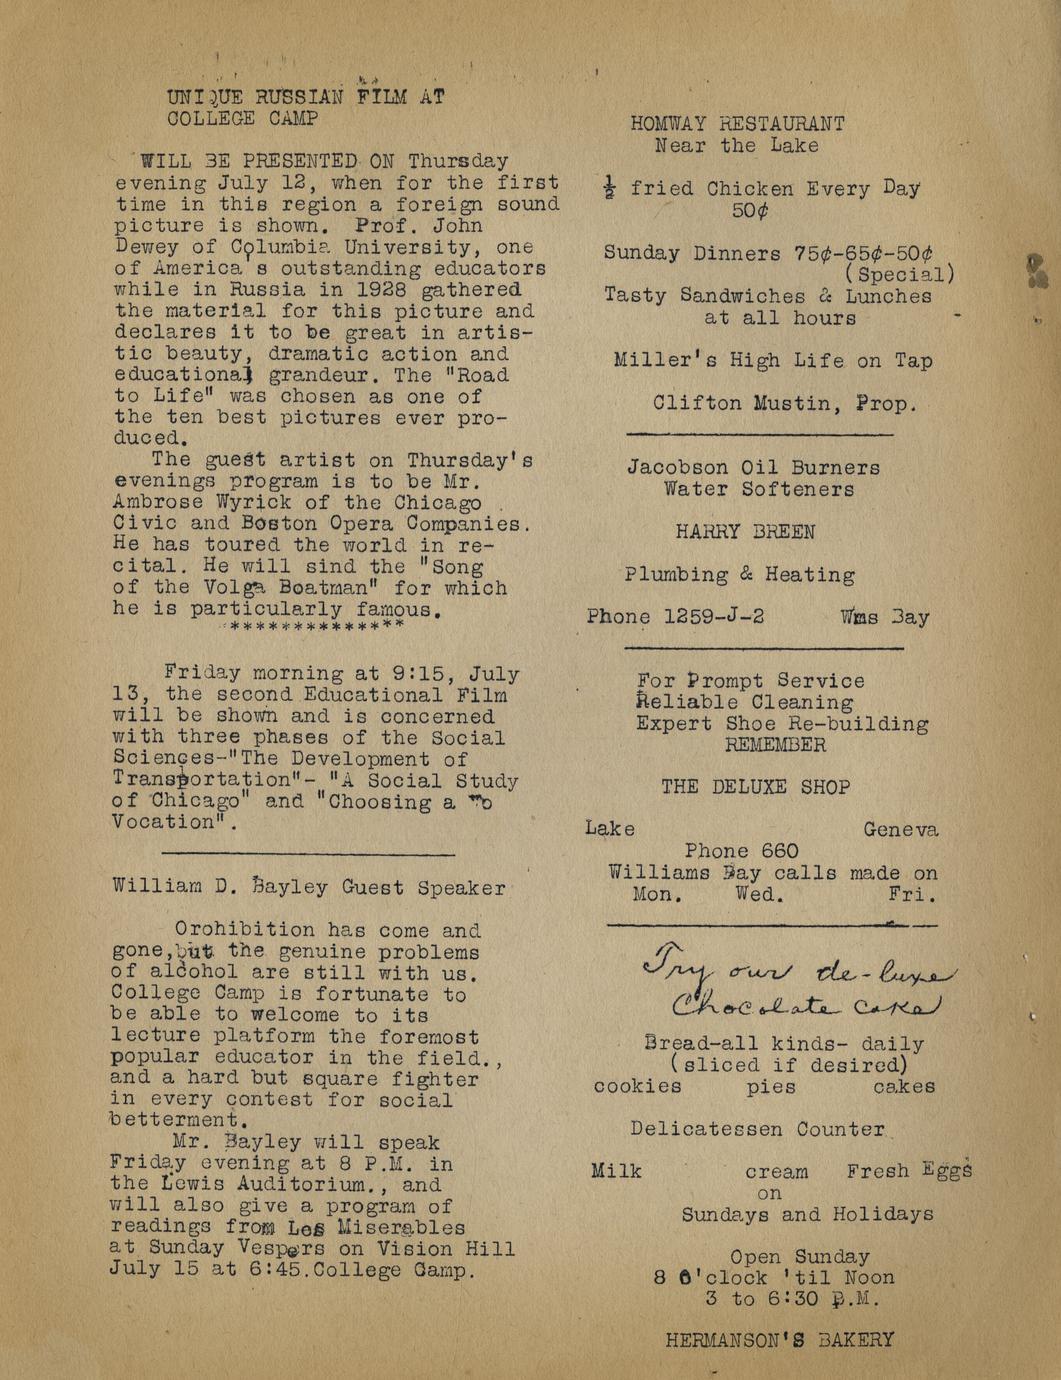 UNIQUE RUSSIAN FILM AT
COLLEGE CAMP
WILL BE PRESENTED ON Thursday
evening July 12, when for the first
time in this region a foreign sound
picture is shown. Prof. John
Dewey of Columbia University, one
of America s outstanding educators
while in Russia in 1928 gathered
the material for this picture and
declares it to be great in artis-
tic beauty, dramatic action and
educational grandeur. The "Road
to Life" was chosen as one of
the ten best pictures ever pro-
duced.
The guest artist on Thursday's
evenings program is to be Mr.
Ambrose Wyrick of the Chicago
Civic and Boston Opera Companies.
He has toured the world in re-
cital. He will sind the "Song
of the Volga Boatman" for which
he is particularly famous.
*************
Friday morning at 9:15, July
13, the second Educational Film
will be shown and is concerned
with three phases of the Social
Sciences-"The Development of
Transportation"- "A Social Study
of Chicago" and "Choosing a
Vocation".
William D. Bayley Guest Speaker
Orohibition has come and
gone, but the genuine problems
of alcohol are still with us.
College Camp is fortunate to
be able to welcome to its
lecture platform the foremost
popular educator in the field.,
and a hard but square fighter
in every contest for social
betterment.
Mr. Bayley will speak
Friday evening at 8 P.M. in
the Lewis Auditorium., and
will also give a program of
readings from Les Miserables
at Sunday Vespers on Vision Hill
July 15 at 6:45.College Camp.
HOMWAY RESTAURANT
Near the Lake
½ fried Chicken Every Day
50¢
Sunday Dinners 75¢-65¢-50¢
(Special)
Tasty Sandwiches & Lunches
at all hours
Miller's High Life on Tap
Clifton Mustin, Prop.
Jacobson Oil Burners
Water Softeners
HARRY BREEN
Plumbing & Heating
Phone 1259-J-2 Wms Bay
For Prompt Service
Reliable Cleaning
Expert Shoe Re-building
REMEMBER
THE DELUXE SHOP
Lake Geneva
Phone 660
Williams Bay calls made on
Mon. Wed. Fri.
Try our de-luxe
Chocolate Cake
Bread-all kinds- daily
(sliced if desired)
cookies pies cakes
Delicatessen Counter
Milk cream Fresh Eggs
on
Sundays and Holidays
Open Sunday
8 O'clock 'til Noon
3 to 6:30 P.M.
HERMANSON'S BAKERY